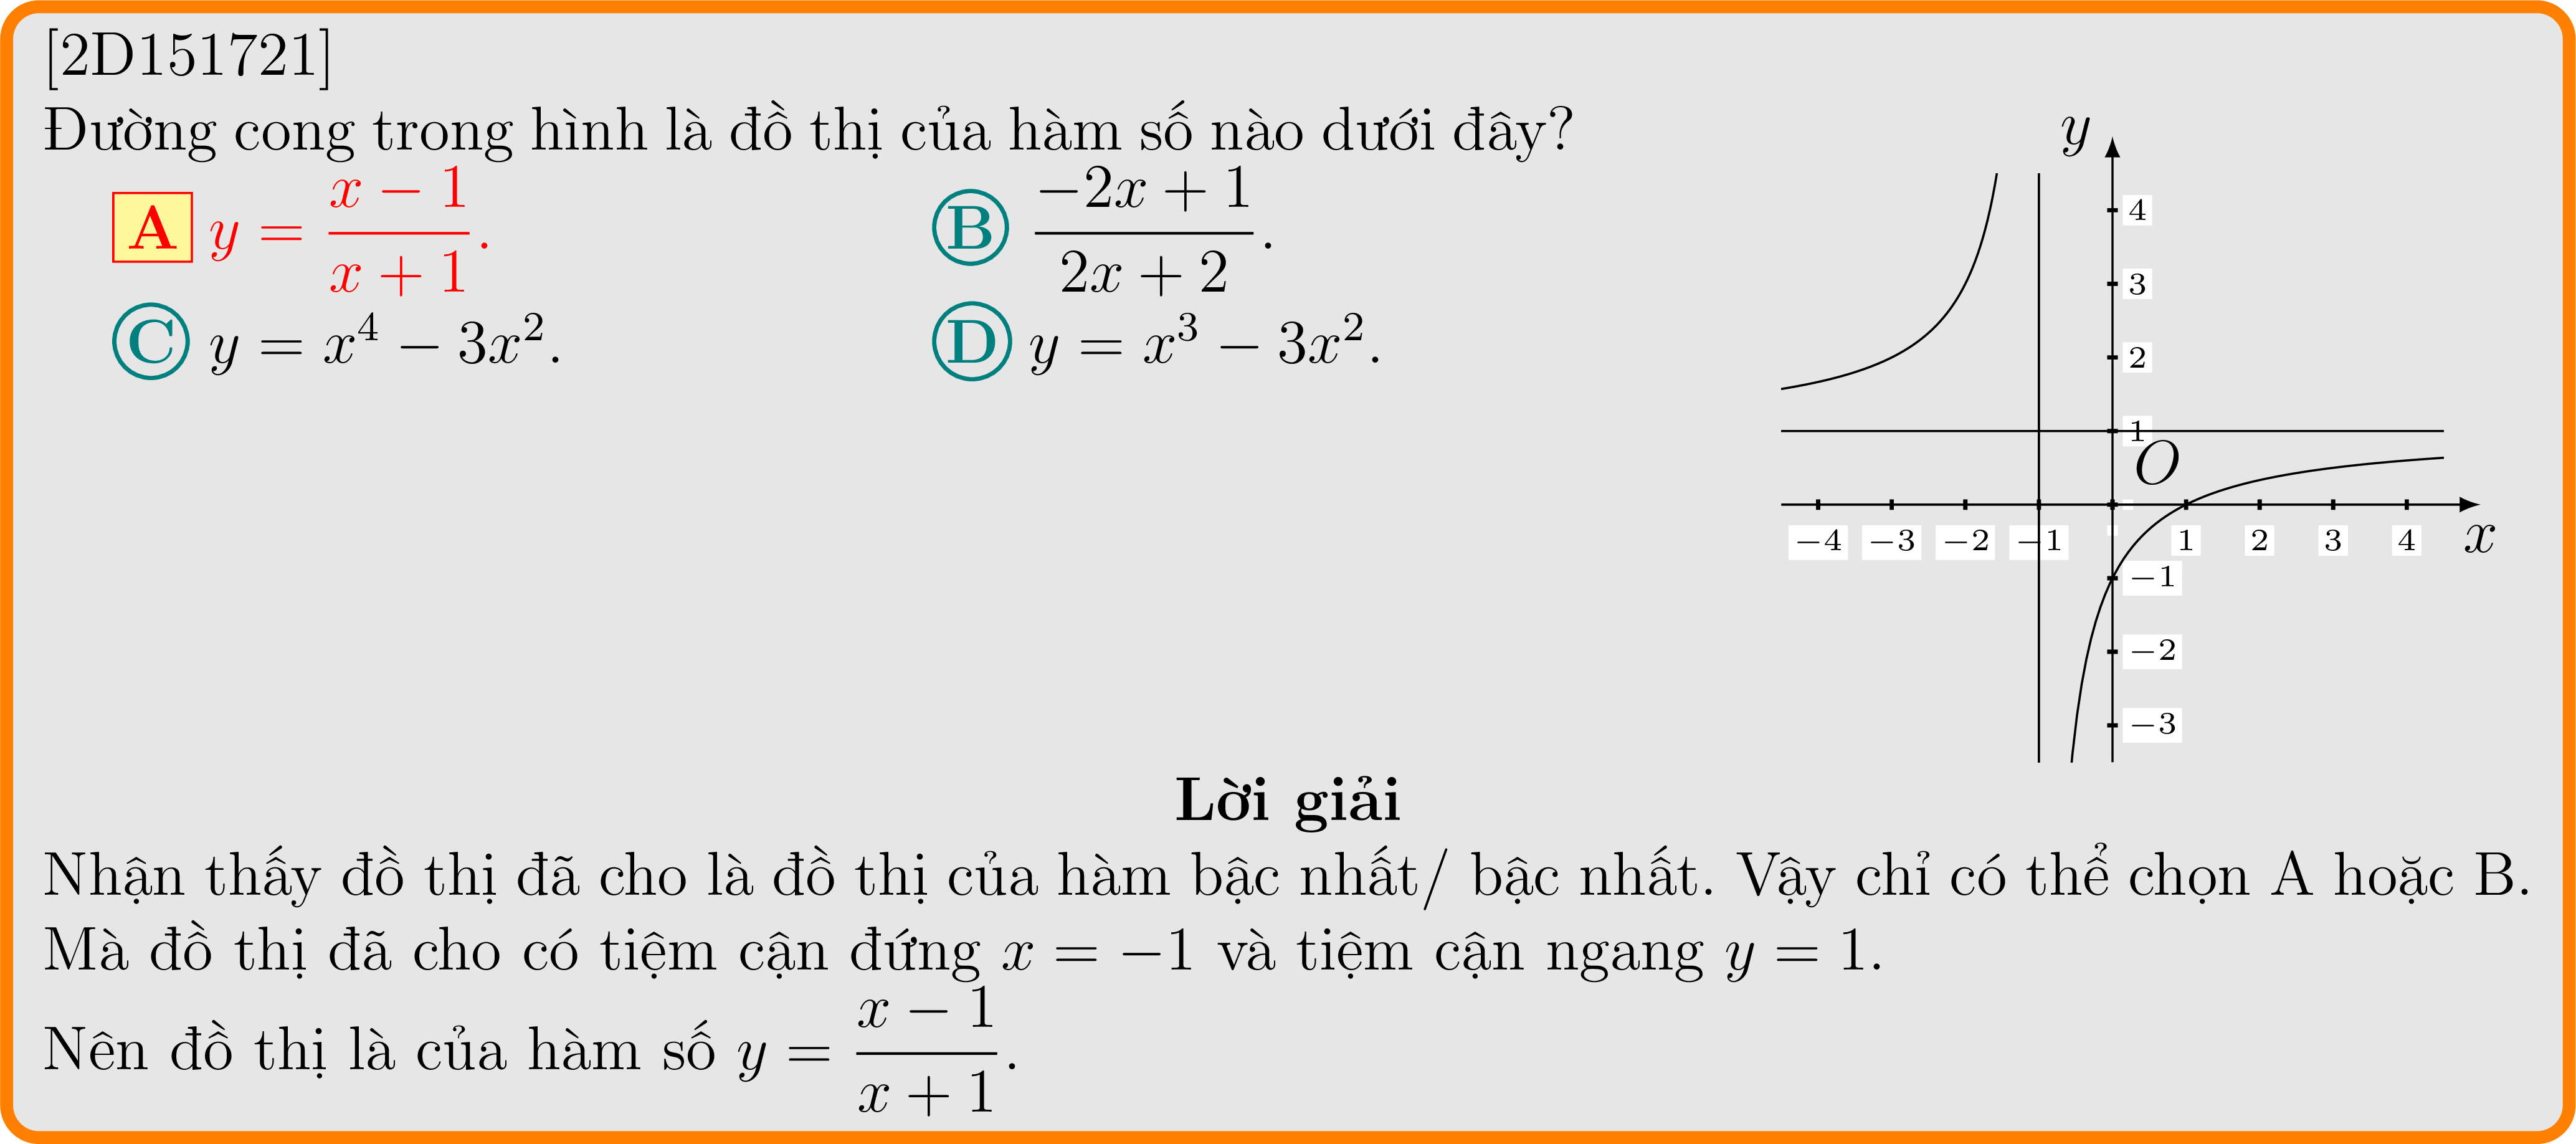 [2D151721]
Đường cong trong hình là đồ thị của hàm số nào dưới đây?
A y = \frac{x − 1}{x + 1}.
B \frac{−2x + 1}{2x + 2}.
C y = x^4 − 3x^2.
D y = x^3 − 3x^2.
y
4
3
2
1
O
−4 −3 −2 −1 1 2 3 4 x
−1
−2
−3
Lời giải
Nhận thấy đồ thị đã cho là đồ thị của hàm bậc nhất/ bậc nhất. Vậy chỉ có thể chọn A hoặc B.
Mà đồ thị đã cho có tiệm cận đứng x = −1 và tiệm cận ngang y = 1.
Nên đồ thị là của hàm số y = \frac{x − 1}{x + 1}.